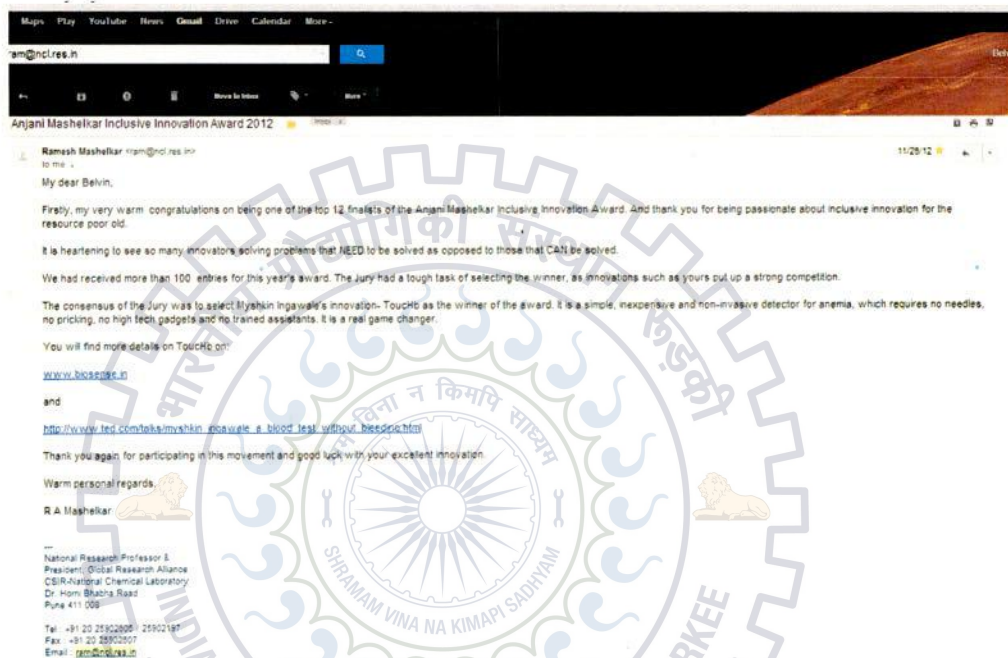 Maps Play YouTube News Gmail Drive Calendar More
ram@ncl.res.in
Move to Inbox More
Anjani Mashelkar Inclusive Innovation Award 2012 Inbox x
Ramesh Mashelkar <ram@ncl.res.in> 11/28/12
to me
My dear Belvin,
Firstly, my very warm congratulations on being one of the top 12 finalists of the Anjani Mashelkar Inclusive Innovation Award. And thank you for being passionate about inclusive innovation for the
resource poor old.
It is heartening to see so many innovators solving problems that NEED to be solved as opposed to those that CAN be solved.
We had received more than 100 entries for this year's award. The Jury had a tough task of selecting the winner, as innovations such as yours put up a strong competition.
The consensus of the Jury was to select Myshkin Ingawale's innovation- ToucHb as the winner of the award. It is a simple, inexpensive and non-invasive detector for anemia, which requires no needles,
no pricking, no high tech gadgets and no trained assistants. It is a real game changer.
You will find more details on ToucHb on:
www.biosense.in
and
http://www.ted.com/talks/myshkin_ingawale_a_blood_test_without_bleeding.html
Thank you again for participating in this movement and good luck with your excellent innovation.
Warm personal regards,
R A Mashelkar
---
National Research Professor &
President, Global Research Alliance
CSIR-National Chemical Laboratory
Dr. Homi Bhabha Road
Pune 411 008
Tel : +91 20 25902605 / 25902197
Fax : +91 20 25902607
Email : ram@ncl.res.in
भारतीय प्रौद्योगिकी संस्थान रुड़की
श्रमम् विना न किमपि साध्यम्
SHRAMAM VINA NA KIMAPI SADHYAM